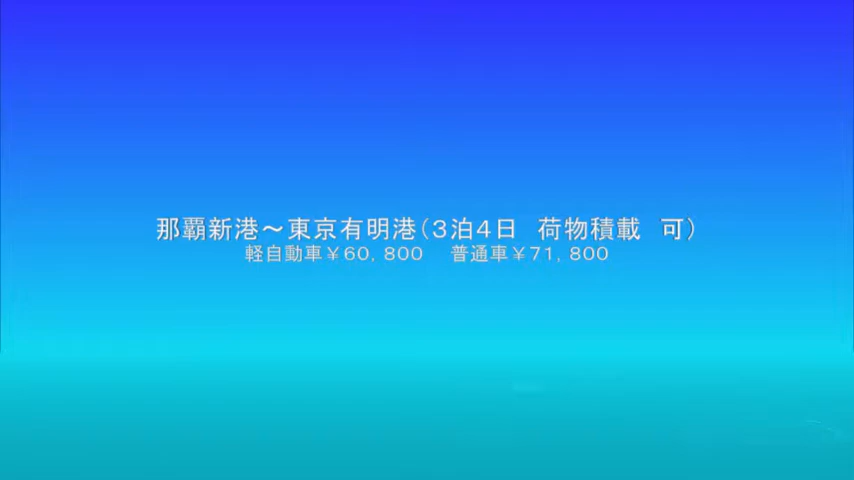 那覇新港～東京有明港（３泊４日　荷物積載　可）
軽自動車￥６０，８００　普通車￥７１，８００